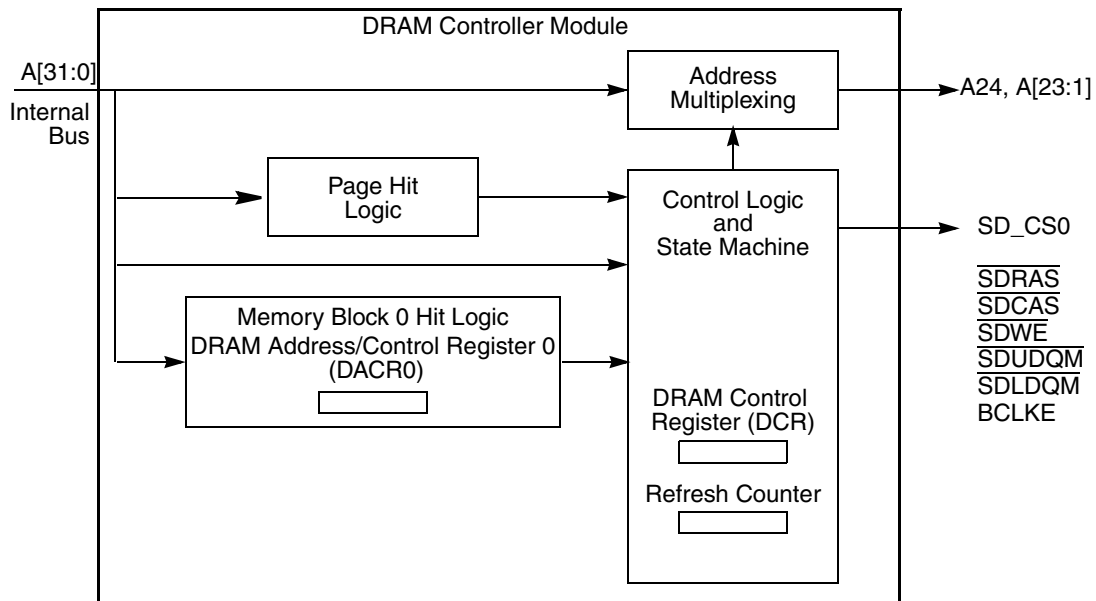 DRAM Controller Module
A[31:0]
Internal
Bus
Address
Multiplexing
A24, A[23:1]
Page Hit
Logic
Control Logic
and
State Machine
SD_CS0
SDRAS
SDCAS
SDWE
SDUDQM
SDLDQM
BCLKE
Memory Block 0 Hit Logic
DRAM Address/Control Register 0
(DACR0)
DRAM Control
Register (DCR)
Refresh Counter